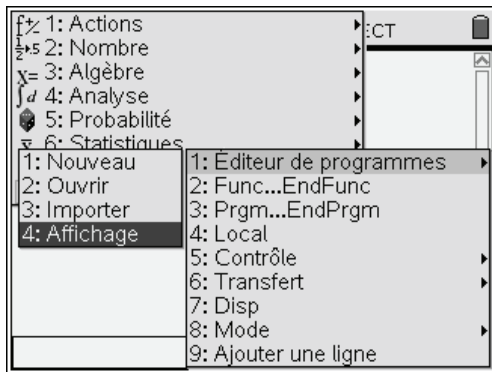 1: Actions
ECT
2: Nombre
3: Algèbre
4: Analyse
5: Probabilité
6: Statistiques
1: Nouveau
2: Ouvrir
3: Importer
4: Affichage
1: Éditeur de programmes
2: Func...EndFunc
3: Prgm...EndPrgm
4: Local
5: Contrôle
6: Transfert
7: Disp
8: Mode
9: Ajouter une ligne